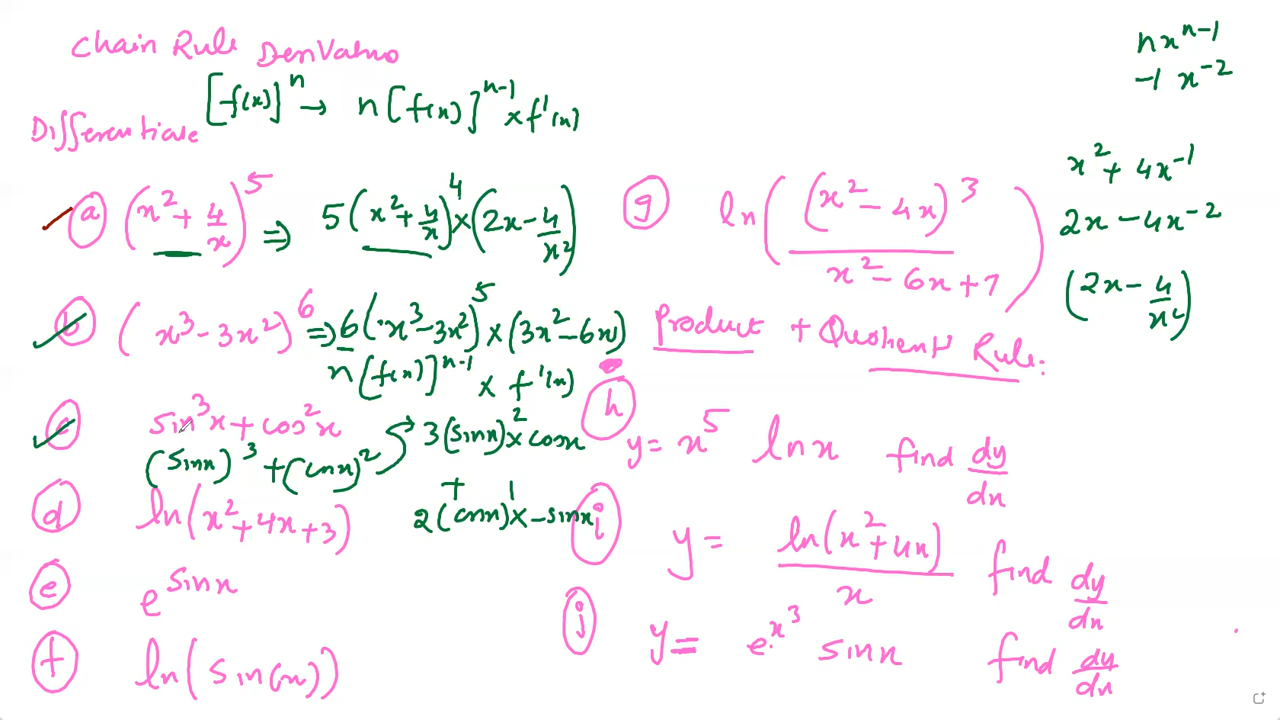 Chain Rule Derivative
[f(x)]^n → n[f(x)]^{n-1} × f'(x)
Differentiate
a (x² + 4/x)^5 ⇒ 5(x² + 4/x)^4 × (2x − 4/x²)
b (x³ − 3x²)^6 ⇒ 6(x³ − 3x²)^5 × (3x² − 6x)
n[f(x)]^{n-1} × f'(x)
c sin³x + cos²x
(sinx)³ + (cosx)² → 3(sinx)² × cosx
+
2(cosx)^1 × −sinx
d ln(x² + 4x + 3)
e e^{sinx}
f ln(sin(x))
g ln((x² − 4x)³ / x² − 6x + 7)
Product + Quotient Rule.
h
y = x^5 lnx find dy/dx
i y = ln(x² + 4x) / x find dy/dx
j y = e^{x³} sinx find dy/dx
nx^{n-1}
−1 x^{-2}
x² + 4x^{-1}
2x − 4x^{-2}
(2x − 4/x²)